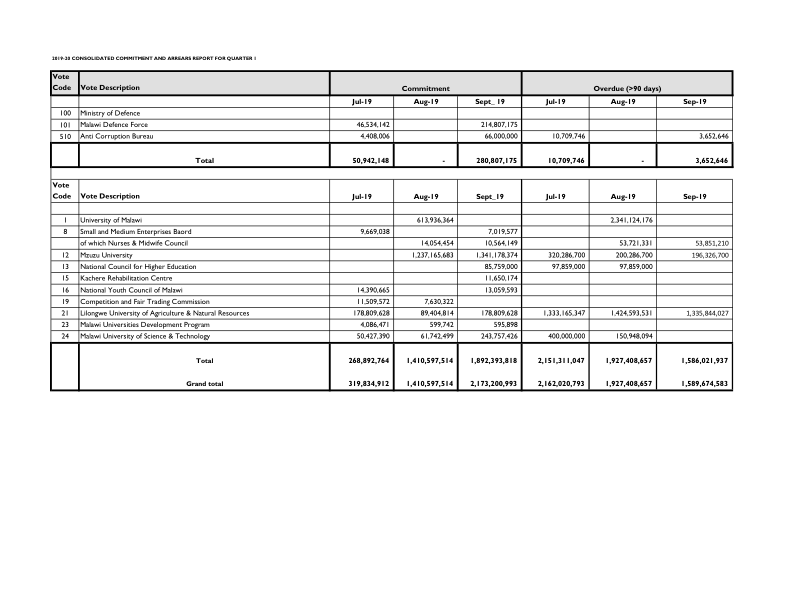 2019-20 CONSOLIDATED COMMITMENT AND ARREARS REPORT FOR QUARTER 1
Vote Code Vote Description Commitment Overdue (>90 days)
Jul-19 Aug-19 Sept_ 19 Jul-19 Aug-19 Sep-19
100 Ministry of Defence
101 Malawi Defence Force 46,534,142 214,807,175
510 Anti Corruption Bureau 4,408,006 66,000,000 10,709,746 3,652,646
Total 50,942,148 - 280,807,175 10,709,746 - 3,652,646
Vote Code Vote Description Jul-19 Aug-19 Sept_ 19 Jul-19 Aug-19 Sep-19
1 University of Malawi 613,936,364 2,341,124,176
8 Small and Medium Enterprises Baord 9,669,038 7,019,577
of which Nurses & Midwife Council 14,054,454 10,564,149 53,721,331 53,851,210
12 Mzuzu University 1,237,165,683 1,341,178,374 320,286,700 200,286,700 196,326,700
13 National Council for Higher Education 85,759,000 97,859,000 97,859,000
15 Kachere Rehabilitation Centre 11,650,174
16 National Youth Council of Malawi 14,390,665 13,059,593
19 Competition and Fair Trading Commission 11,509,572 7,630,322
21 Lilongwe University of Agriculture & Natural Resources 178,809,628 89,404,814 178,809,628 1,333,165,347 1,424,593,531 1,335,844,027
23 Malawi Universities Development Program 4,086,471 599,742 595,898
24 Malawi University of Science & Technology 50,427,390 61,742,499 243,757,426 400,000,000 150,948,094
Total 268,892,764 1,410,597,514 1,892,393,818 2,151,311,047 1,927,408,657 1,586,021,937
Grand total 319,834,912 1,410,597,514 2,173,200,993 2,162,020,793 1,927,408,657 1,589,674,583